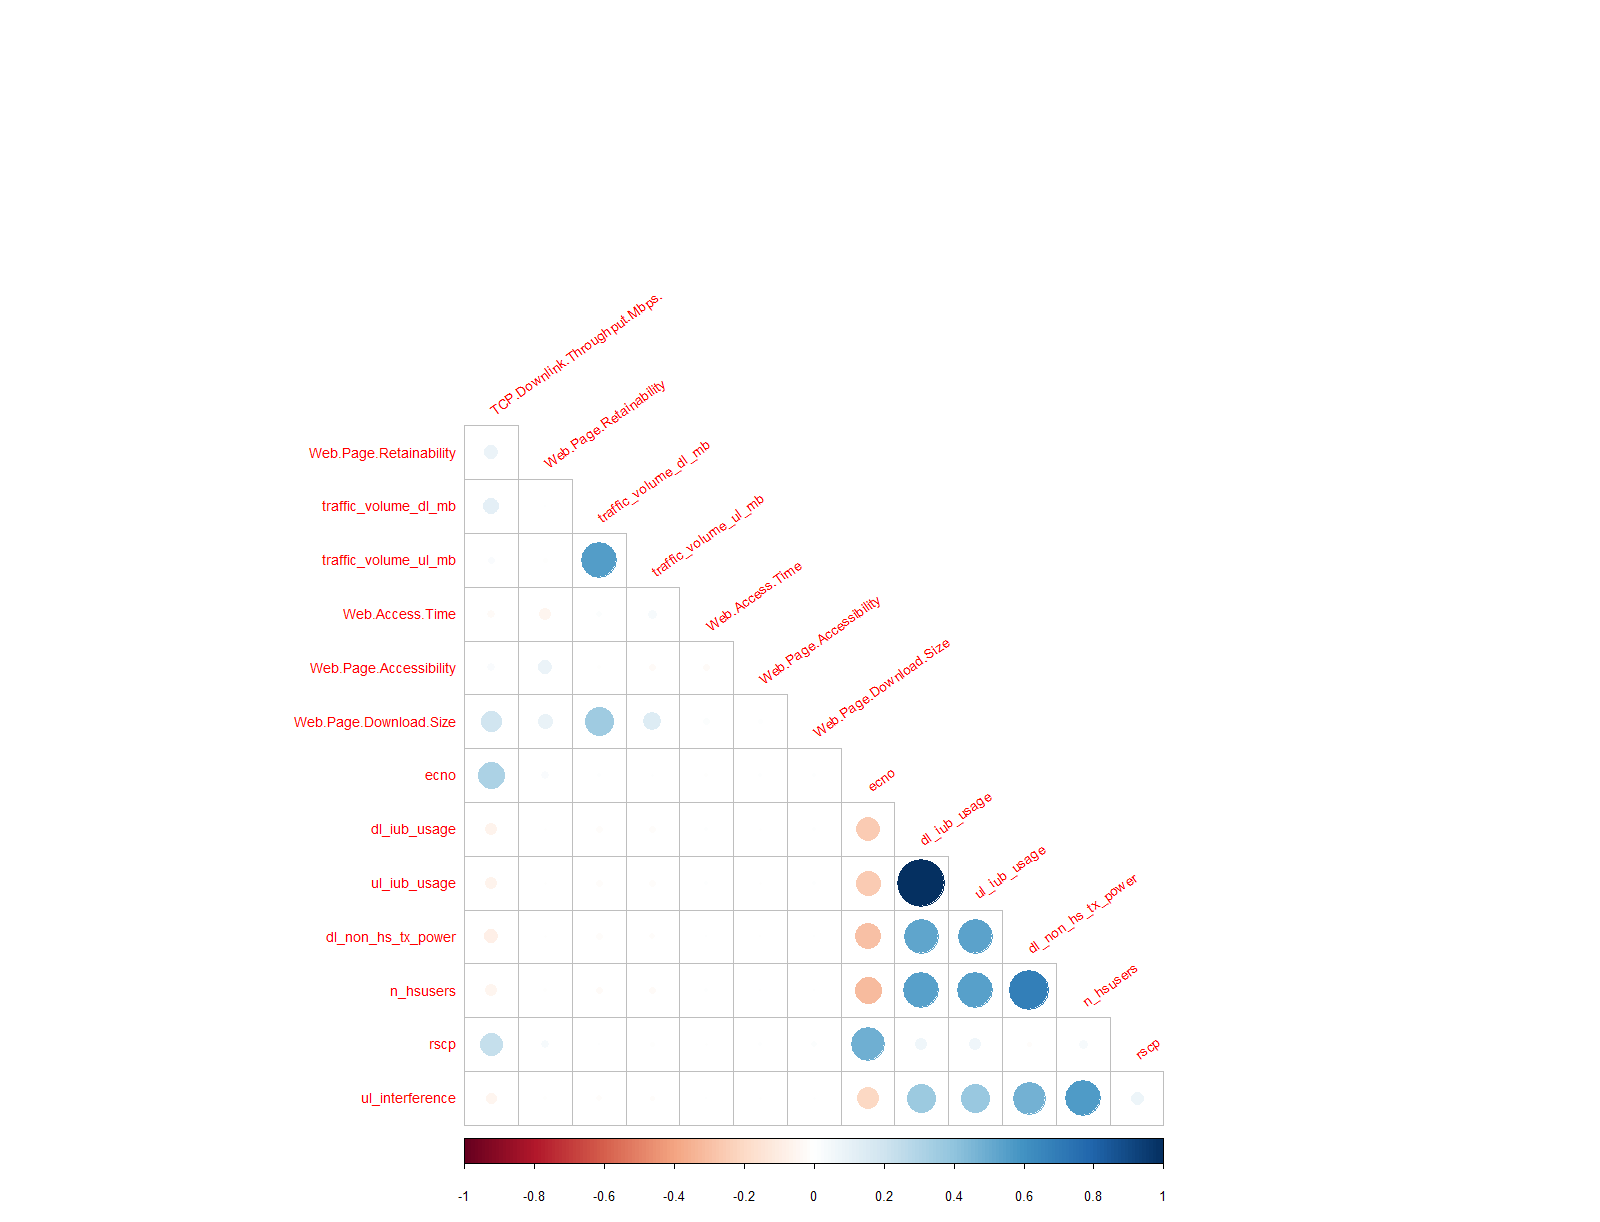 TCP.Downlink.Throughput.Mbps.
Web.Page.Retainability
Web.Page.Retainability
traffic_volume_dl_mb
traffic_volume_dl_mb
traffic_volume_ul_mb
traffic_volume_ul_mb
Web.Access.Time
Web.Access.Time
Web.Page.Accessibility
Web.Page.Accessibility
Web.Page.Download.Size
Web.Page.Download.Size
ecno
ecno
dl_iub_usage
dl_iub_usage
ul_iub_usage
ul_iub_usage
dl_non_hs_tx_power
dl_non_hs_tx_power
n_hsusers
n_hsusers
rscp
rscp
ul_interference
-1 -0.8 -0.6 -0.4 -0.2 0 0.2 0.4 0.6 0.8 1